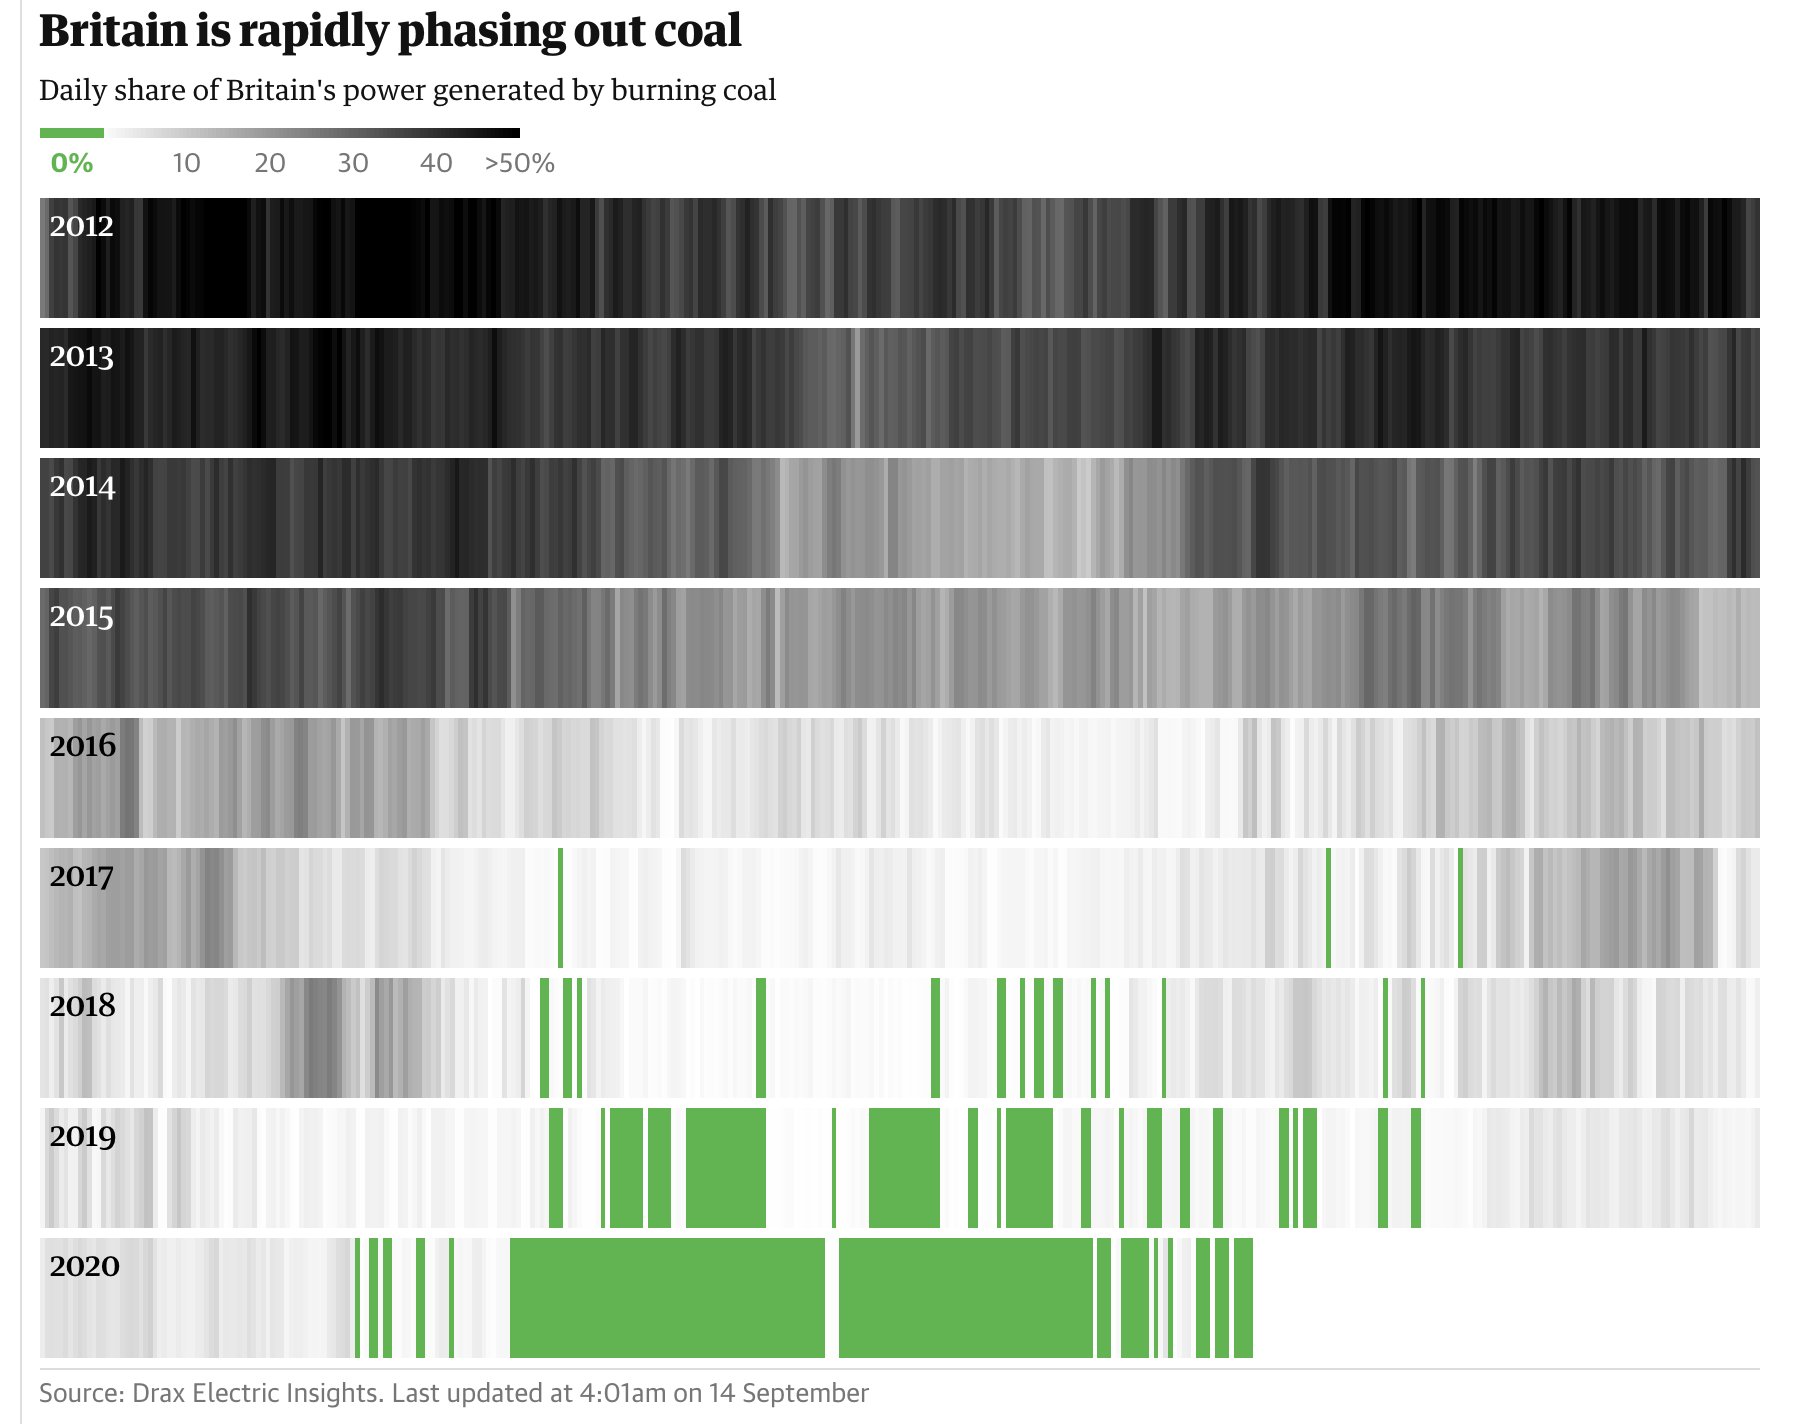 Britain is rapidly phasing out coal
Daily share of Britain's power generated by burning coal
0% 10 20 30 40 >50%
2012
2013
2014
2015
2016
2017
2018
2019
2020
Source: Drax Electric Insights. Last updated at 4:01am on 14 September